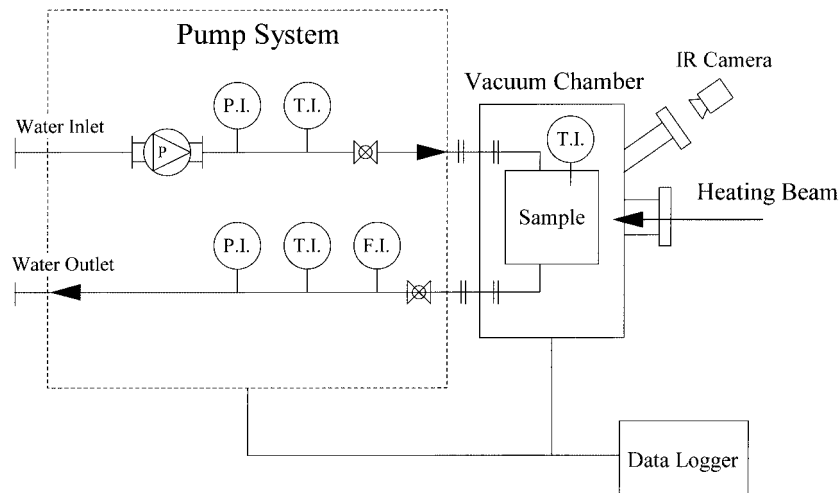 Pump System
IR Camera
Vacuum Chamber
P.I.
T.I.
Water Inlet
P
T.I.
Heating Beam
Sample
P.I.
T.I.
F.I.
Water Outlet
Data Logger